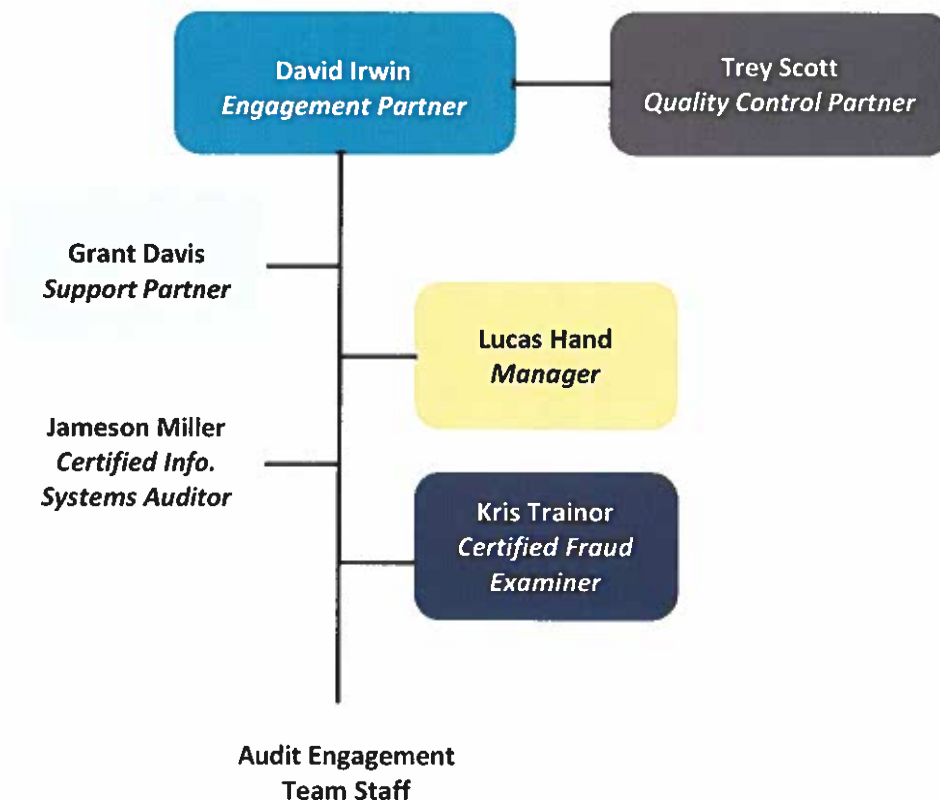 David Irwin
Engagement Partner
Trey Scott
Quality Control Partner
Grant Davis
Support Partner
Lucas Hand
Manager
Jameson Miller
Certified Info.
Systems Auditor
Kris Trainor
Certified Fraud
Examiner
Audit Engagement
Team Staff